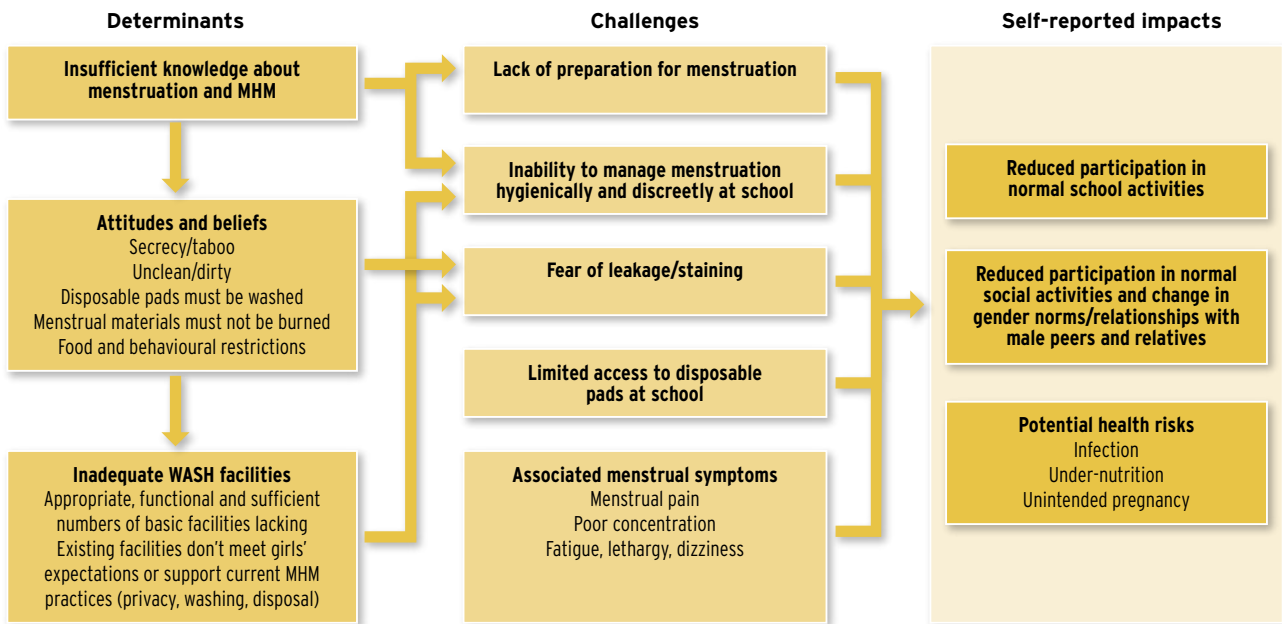 Determinants
Insufficient knowledge about
menstruation and MHM
Attitudes and beliefs
Secrecy/taboo
Unclean/dirty
Disposable pads must be washed
Menstrual materials must not be burned
Food and behavioural restrictions
Inadequate WASH facilities
Appropriate, functional and sufficient
numbers of basic facilities lacking
Existing facilities don't meet girls'
expectations or support current MHM
practices (privacy, washing, disposal)
Challenges
Lack of preparation for menstruation
Inability to manage menstruation
hygienically and discreetly at school
Fear of leakage/staining
Limited access to disposable
pads at school
Associated menstrual symptoms
Menstrual pain
Poor concentration
Fatigue, lethargy, dizziness
Self-reported impacts
Reduced participation in
normal school activities
Reduced participation in normal
social activities and change in
gender norms/relationships with
male peers and relatives
Potential health risks
Infection
Under-nutrition
Unintended pregnancy